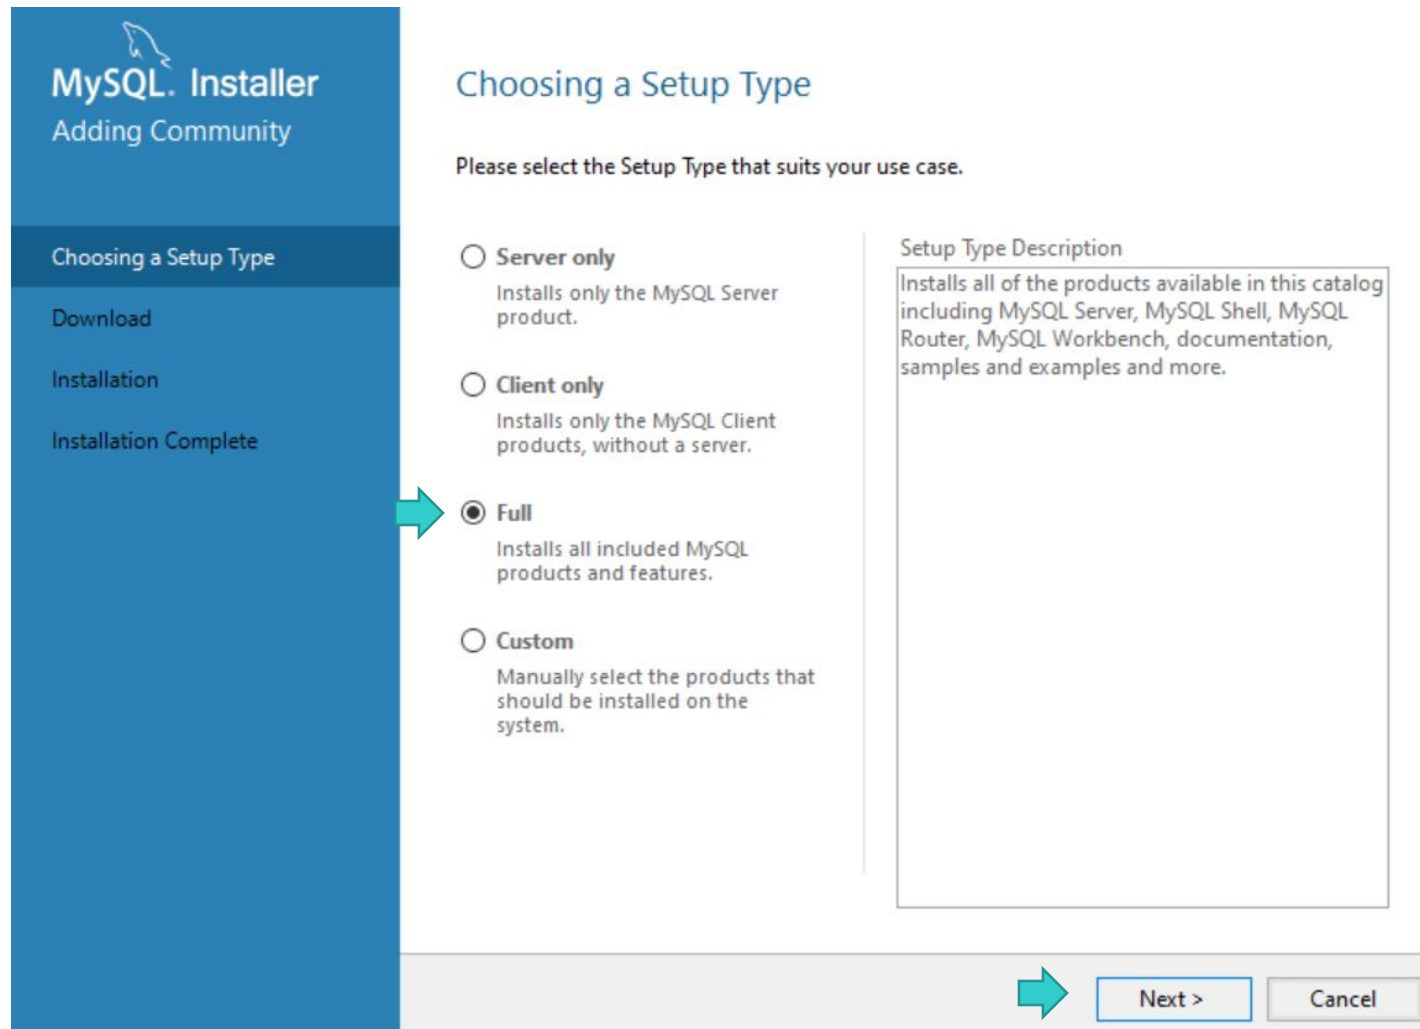 MySQL. Installer
Adding Community
Choosing a Setup Type
Download
Installation
Installation Complete
Choosing a Setup Type
Please select the Setup Type that suits your use case.
Server only
Installs only the MySQL Server
product.
Client only
Installs only the MySQL Client
products, without a server.
Full
Installs all included MySQL
products and features.
Custom
Manually select the products that
should be installed on the
system.
Setup Type Description
Installs all of the products available in this catalog
including MySQL Server, MySQL Shell, MySQL
Router, MySQL Workbench, documentation,
samples and examples and more.
Next >
Cancel